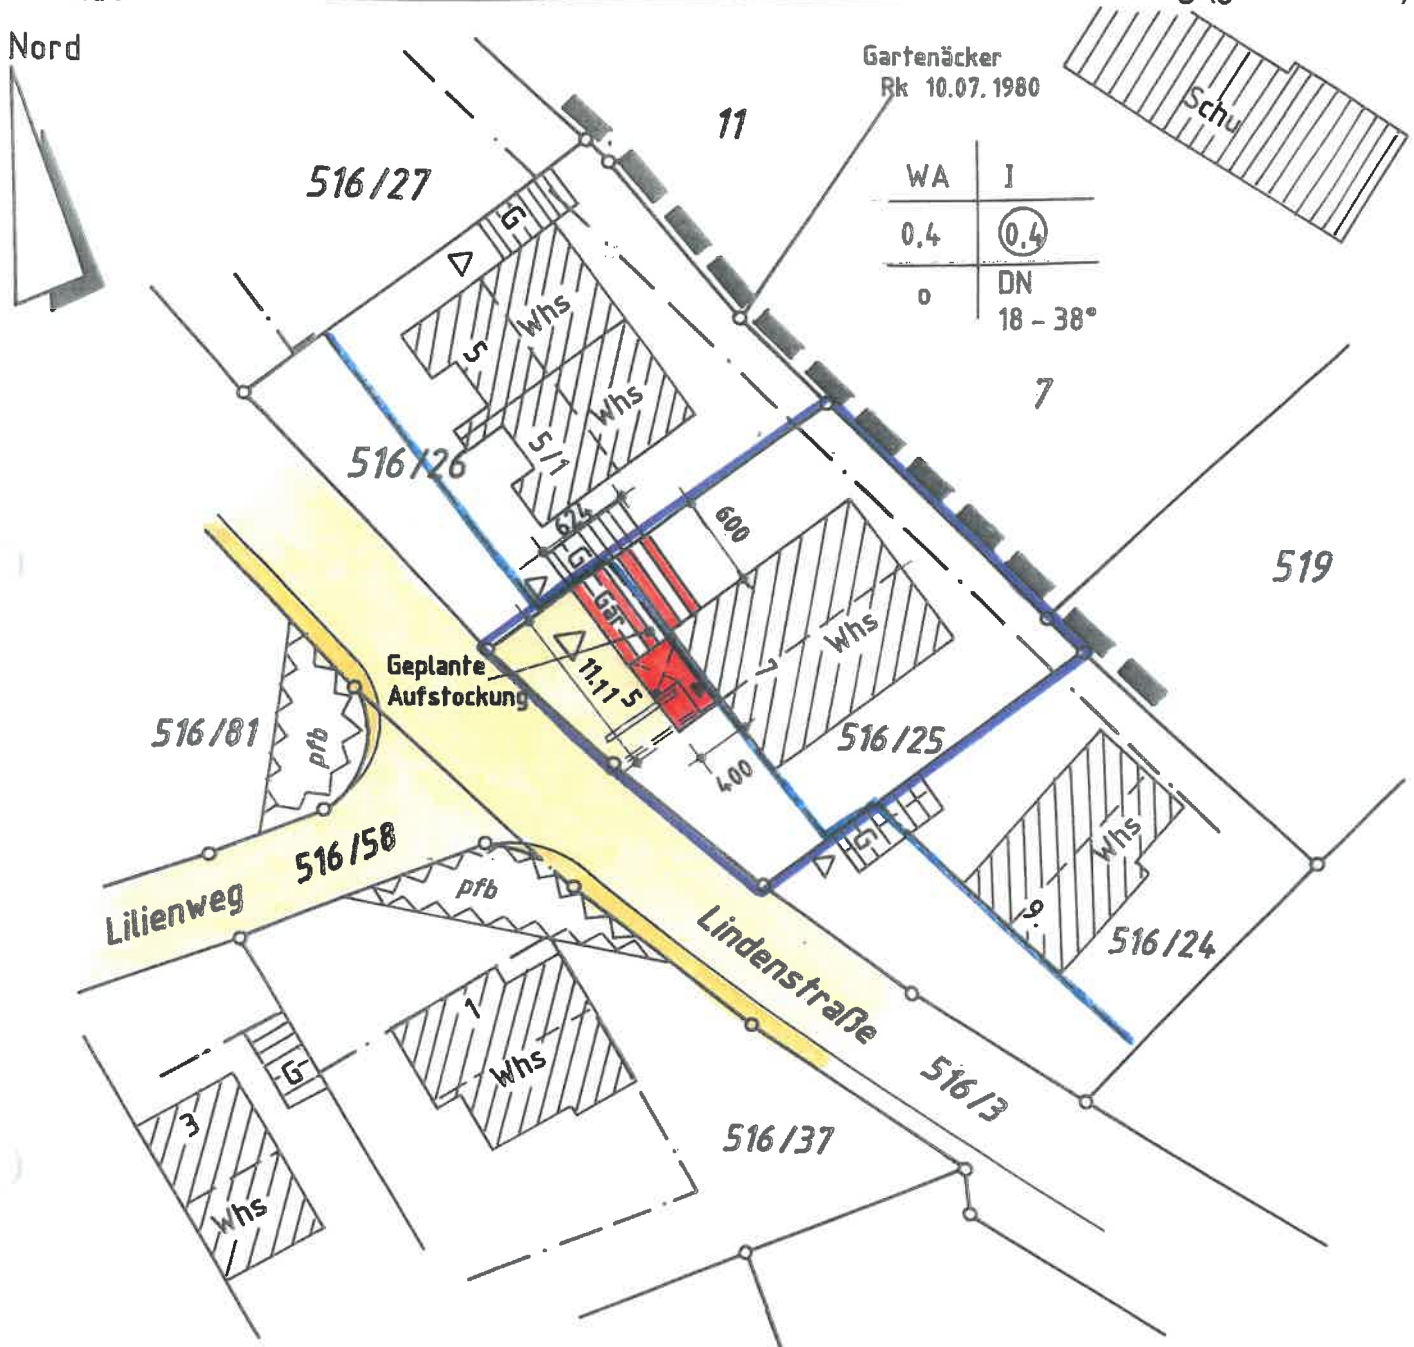 Nord
Gartenäcker
Rk 10.07.1980
11
Schu
516/27
G
WA I
0,4 0,4
o DN
18 - 38°
Whs
5
Whs
7
516/26
5/1
624
600
G
519
Gar
Whs
7
Geplante
Aufstockung
11.11 5
516/81
pfb
516/25
400
516/58
G
Whs
Lilienweg
pfb
9.
Lindenstraße
516/24
1
Whs
G
516/3
3
516/37
Whs